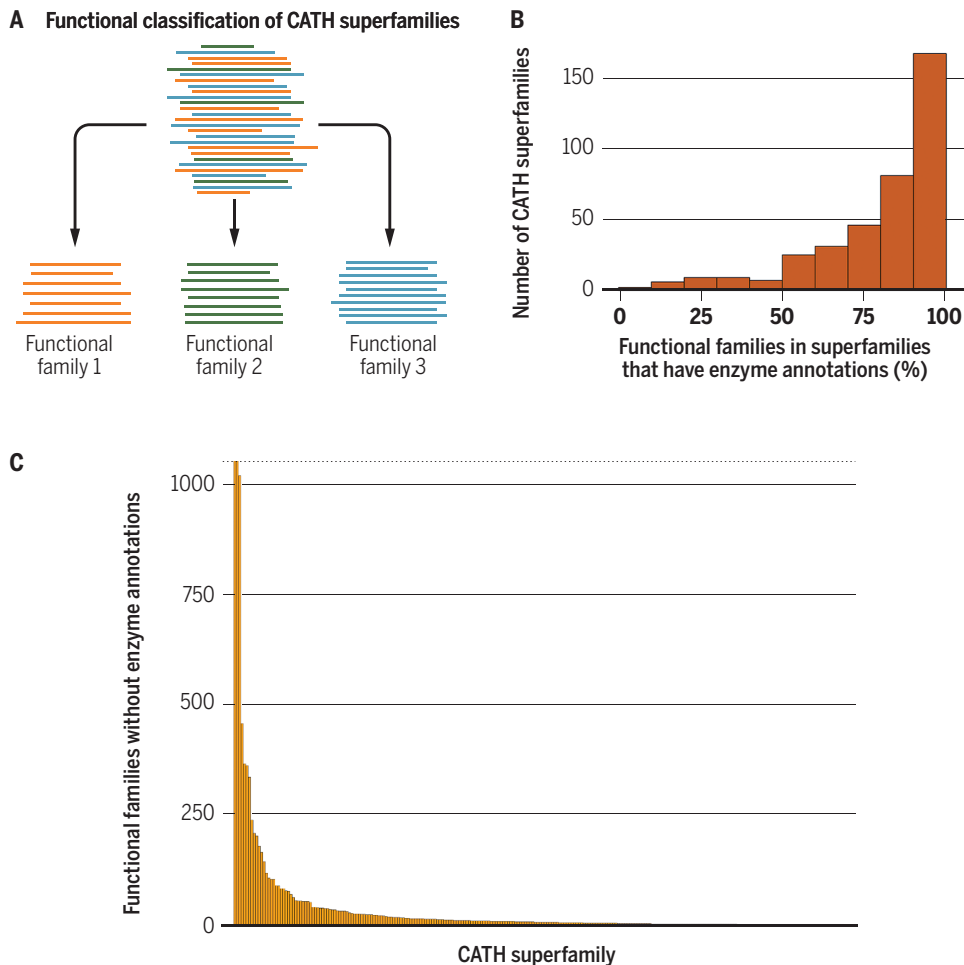 A Functional classification of CATH superfamilies
Functional
family 1
Functional
family 2
Functional
family 3
B
Number of CATH superfamilies
150
100
50
0
0 25 50 75 100
Functional families in superfamilies
that have enzyme annotations (%)
C
Functional families without enzyme annotations
1000
750
500
250
0
CATH superfamily